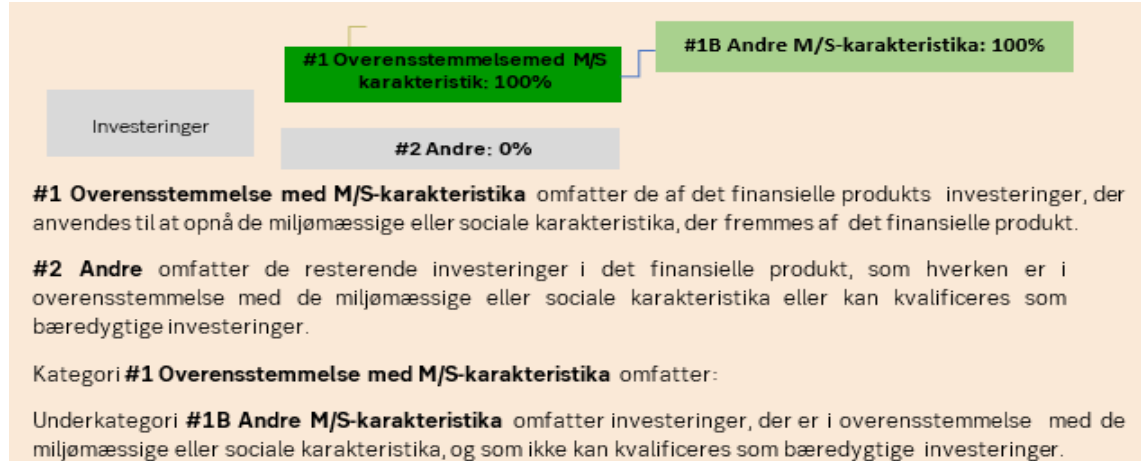 #1 Overensstemmelsemed M/S
karakteristik: 100%
#1B Andre M/S-karakteristika: 100%
Investeringer
#2 Andre: 0%
#1 Overensstemmelse med M/S-karakteristika omfatter de af det finansielle produkts investeringer, der
anvendes til at opnå de miljømæssige eller sociale karakteristika, der fremmes af det finansielle produkt.
#2 Andre omfatter de resterende investeringer i det finansielle produkt, som hverken er i
overensstemmelse med de miljømæssige eller sociale karakteristika eller kan kvalificeres som
bæredygtige investeringer.
Kategori #1 Overensstemmelse med M/S-karakteristika omfatter:
Underkategori #1B Andre M/S-karakteristika omfatter investeringer, der er i overensstemmelse med de
miljømæssige eller sociale karakteristika, og som ikke kan kvalificeres som bæredygtige investeringer.